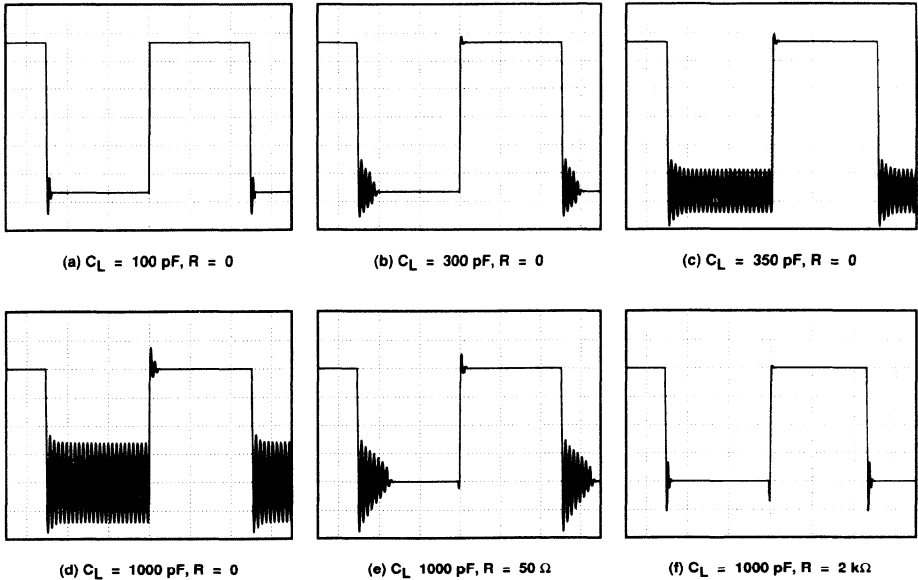 (a) CL = 100 pF, R = 0
(b) CL = 300 pF, R = 0
(c) CL = 350 pF, R = 0
(d) CL = 1000 pF, R = 0
(e) CL 1000 pF, R = 50 Ω
(f) CL = 1000 pF, R = 2 kΩ